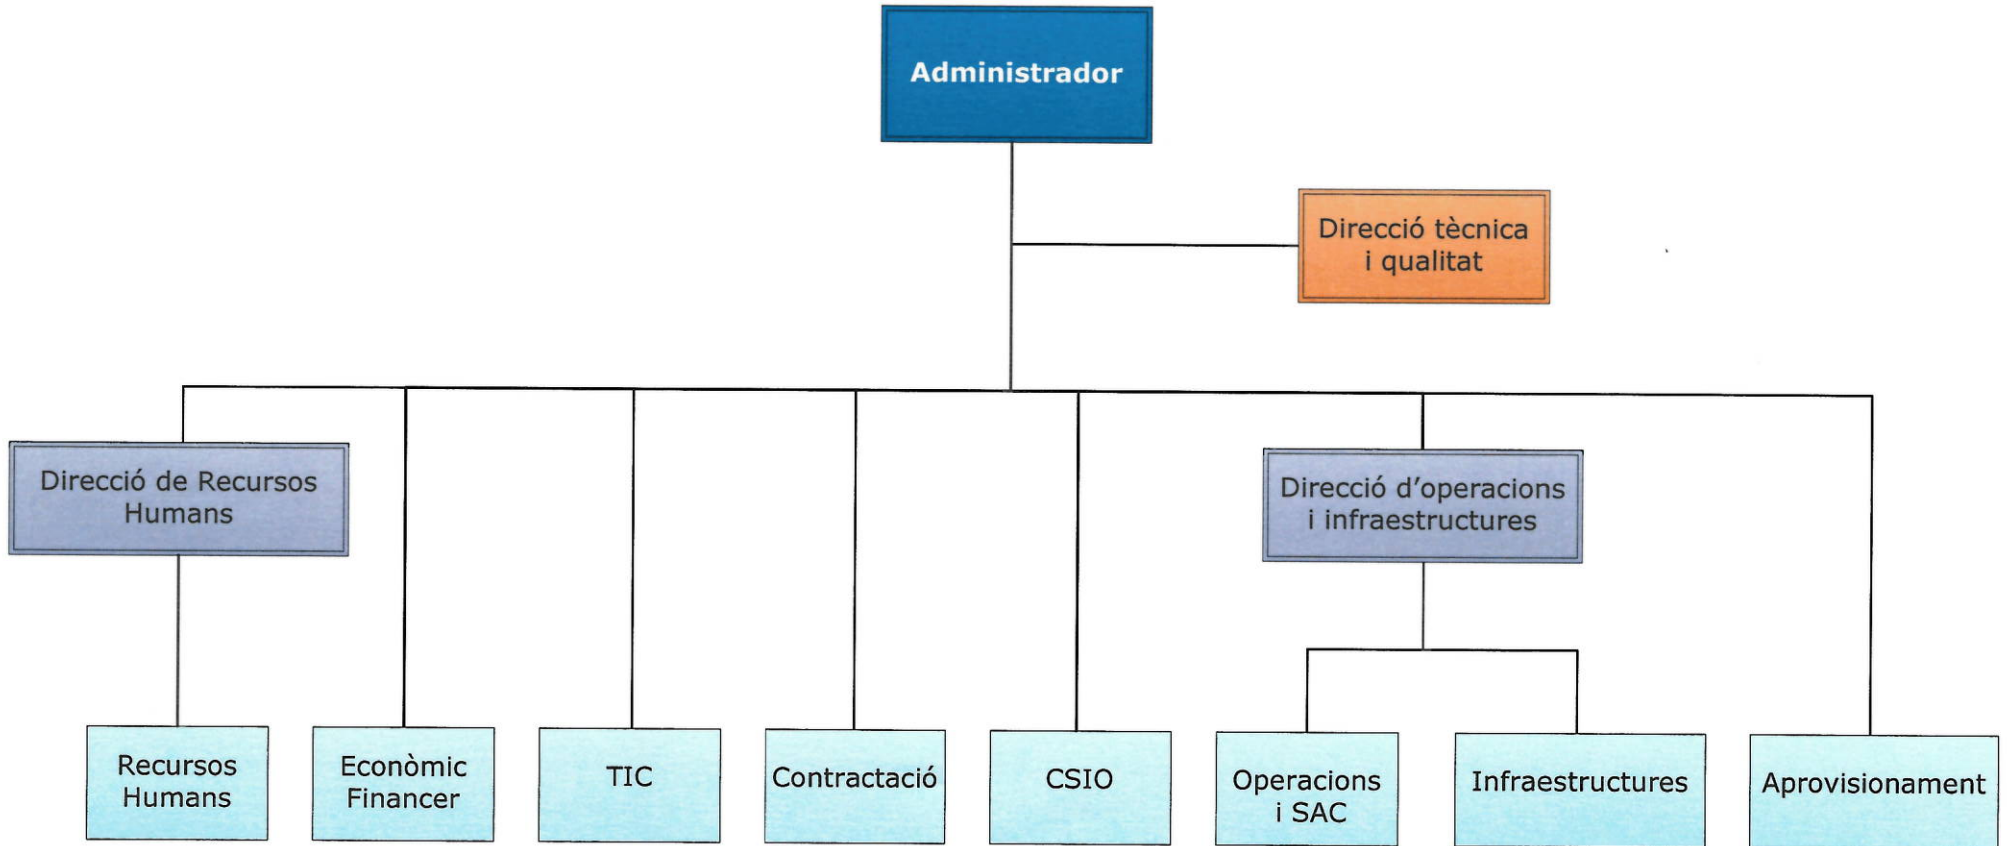 Administrador
Direcció tècnica
i qualitat
Direcció de Recursos
Humans
Direcció d’operacions
i infraestructures
Recursos
Humans
Econòmic
Financer
TIC
Contractació
CSIO
Operacions
i SAC
Infraestructures
Aprovisionament